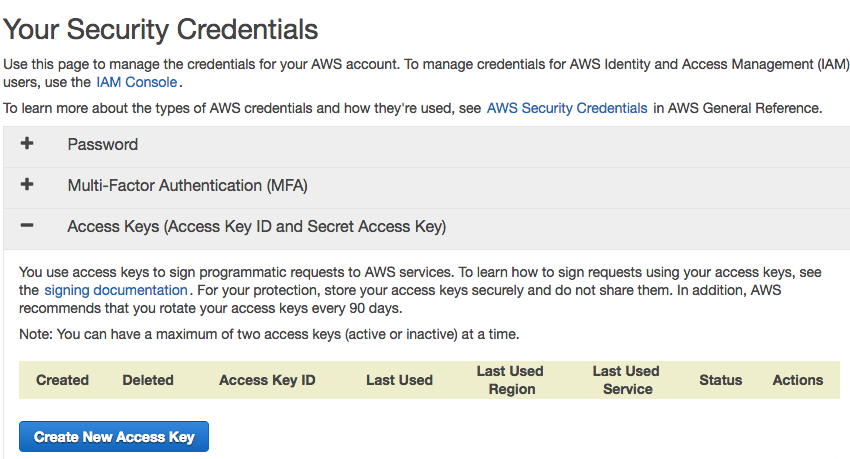 Your Security Credentials
Use this page to manage the credentials for your AWS account. To manage credentials for AWS Identity and Access Management (IAM)
users, use the IAM Console .
To learn more about the types of AWS credentials and how they're used, see AWS Security Credentials in AWS General Reference.
Password
Multi-Factor Authentication (MFA)
Access Keys (Access Key ID and Secret Access Key)
You use access keys to sign programmatic requests to AWS services. To learn how to sign requests using your access keys, see
the signing documentation . For your protection, store your access keys securely and do not share them. In addition, AWS
recommends that you rotate your access keys every 90 days.
Note: You can have a maximum of two access keys (active or inactive) at a time.
Created Deleted Access Key ID Last Used Last Used Region Last Used Service Status Actions
Create New Access Key